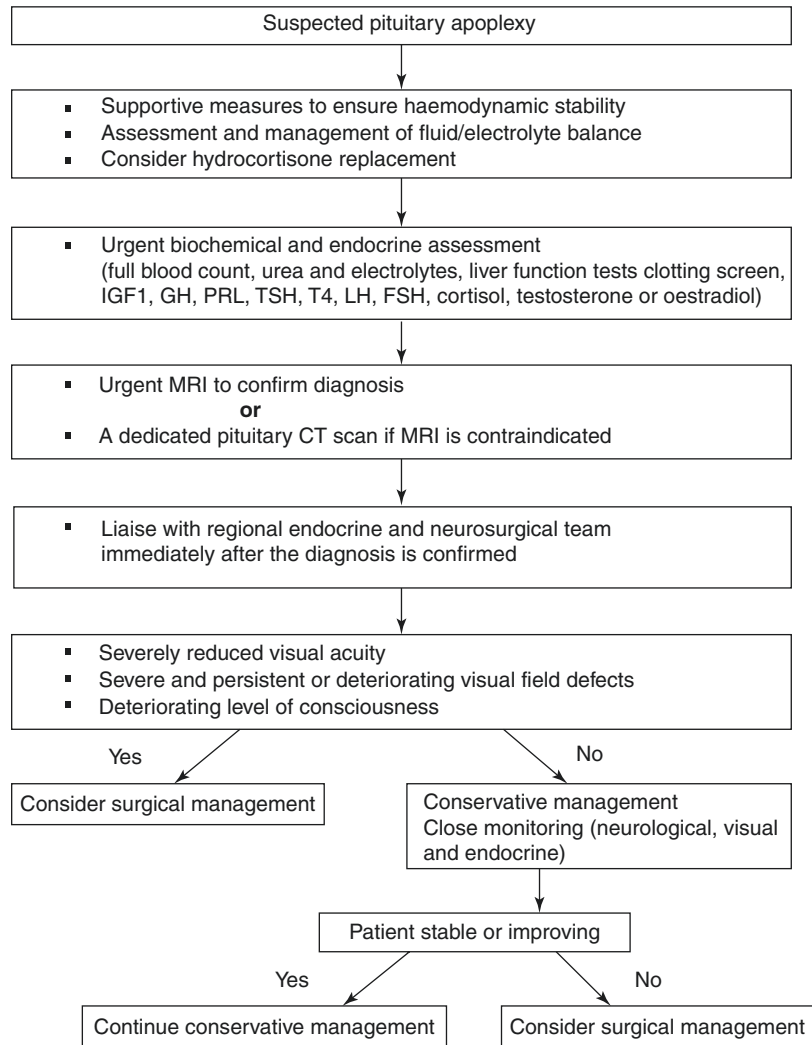 Suspected pituitary apoplexy
▪ Supportive measures to ensure haemodynamic stability
▪ Assessment and management of fluid/electrolyte balance
▪ Consider hydrocortisone replacement
▪ Urgent biochemical and endocrine assessment
(full blood count, urea and electrolytes, liver function tests clotting screen,
IGF1, GH, PRL, TSH, T4, LH, FSH, cortisol, testosterone or oestradiol)
▪ Urgent MRI to confirm diagnosis
or
▪ A dedicated pituitary CT scan if MRI is contraindicated
▪ Liaise with regional endocrine and neurosurgical team
immediately after the diagnosis is confirmed
▪ Severely reduced visual acuity
▪ Severe and persistent or deteriorating visual field defects
▪ Deteriorating level of consciousness
Yes
No
Consider surgical management
Conservative management
Close monitoring (neurological, visual
and endocrine)
Patient stable or improving
Yes
No
Continue conservative management
Consider surgical management